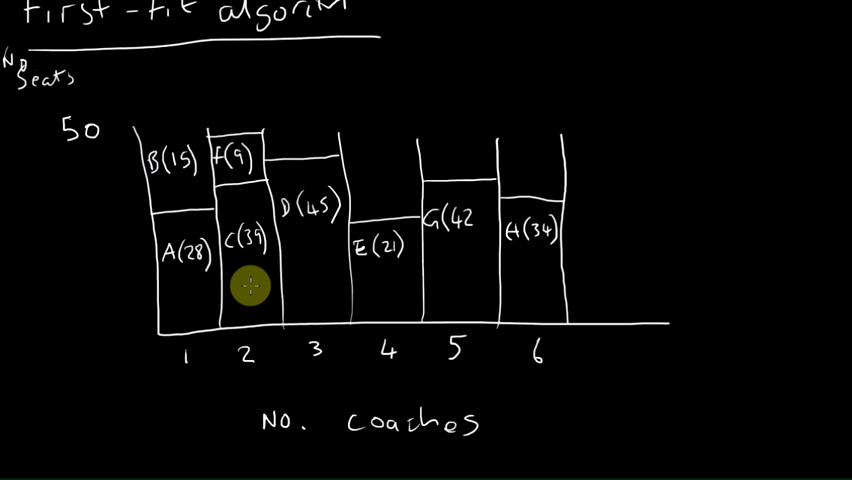 First-fit algorithm
No
Seats
50
B(15) F(9)
D(45)
A(28) C(39) E(21) G(42 H(34)
1 2 3 4 5 6
NO. coaches